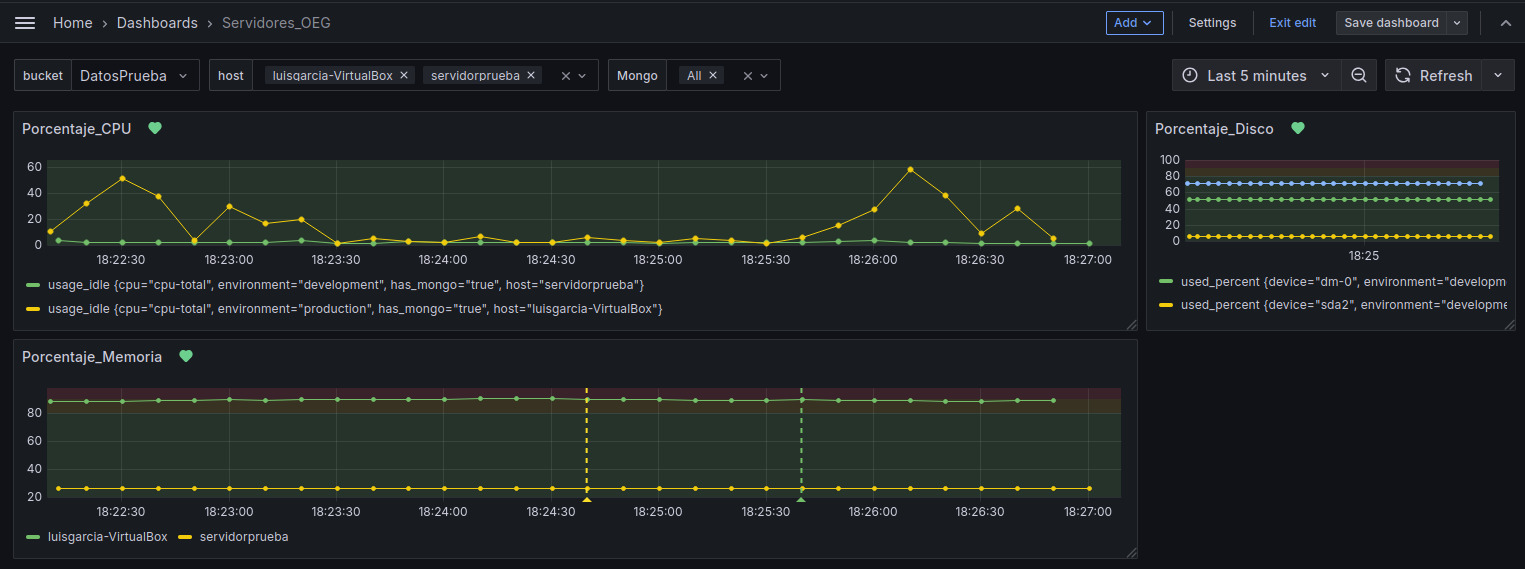 Home › Dashboards › Servidores_OEG Add Settings Exit edit Save dashboard
bucket DatosPrueba host luisgarcia-VirtualBox × servidorprueba × × Mongo All × × Last 5 minutes Refresh
Porcentaje_CPU
60
40
20
0
18:22:30 18:23:00 18:23:30 18:24:00 18:24:30 18:25:00 18:25:30 18:26:00 18:26:30 18:27:00
usage_idle {cpu="cpu-total", environment="development", has_mongo="true", host="servidorprueba"}
usage_idle {cpu="cpu-total", environment="production", has_mongo="true", host="luisgarcia-VirtualBox"}
Porcentaje_Disco
100
80
60
40
20
0
18:25
used_percent {device="dm-0", environment="developm
used_percent {device="sda2", environment="developme
Porcentaje_Memoria
80
60
40
20
18:22:30 18:23:00 18:23:30 18:24:00 18:24:30 18:25:00 18:25:30 18:26:00 18:26:30 18:27:00
luisgarcia-VirtualBox servidorprueba